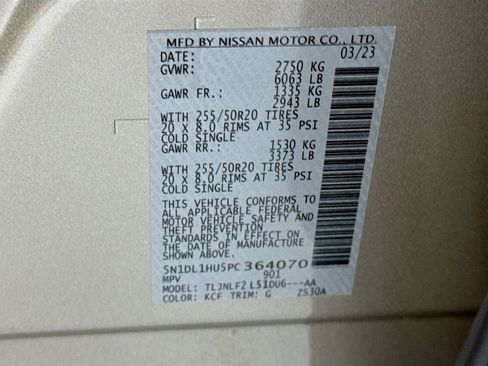 MFD BY NISSAN MOTOR CO., LTD.
DATE: 03/23
GVWR: 2750 KG
6063 LB
GAWR FR.: 1335 KG
2943 LB
WITH 255/50R20 TIRES
20 x 8.0 RIMS AT 35 PSI
COLD SINGLE
GAWR RR.: 1530 KG
3373 LB
WITH 255/50R20 TIRES
20 x 8.0 RIMS AT 35 PSI
COLD SINGLE
THIS VEHICLE CONFORMS TO
ALL APPLICABLE FEDERAL
MOTOR VEHICLE SAFETY AND
THEFT PREVENTION
STANDARDS IN EFFECT ON
THE DATE OF MANUFACTURE
SHOWN ABOVE.
5N1DL1HU5PC364070
MPV 901
MODEL: TLJNLF2 L51DU6---AA
COLOR: KCF TRIM: G ZS30A